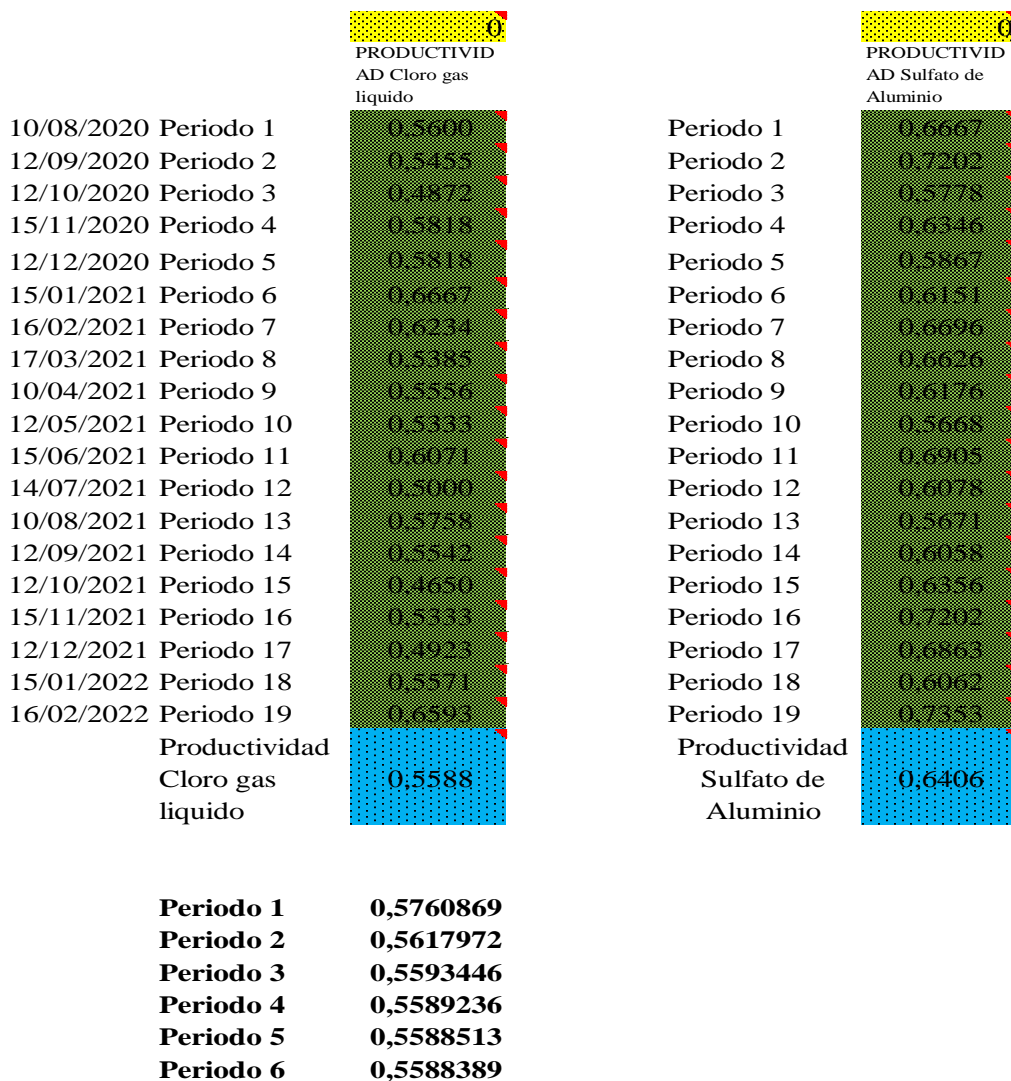 0 0
PRODUCTIVID PRODUCTIVID
AD Cloro gas AD Sulfato de
liquido Aluminio
10/08/2020 Periodo 1 0,5600 Periodo 1 0,6667
12/09/2020 Periodo 2 0,5455 Periodo 2 0,7202
12/10/2020 Periodo 3 0,4872 Periodo 3 0,5778
15/11/2020 Periodo 4 0,5818 Periodo 4 0,6346
12/12/2020 Periodo 5 0,5818 Periodo 5 0,5867
15/01/2021 Periodo 6 0,6667 Periodo 6 0,6151
16/02/2021 Periodo 7 0,6234 Periodo 7 0,6696
17/03/2021 Periodo 8 0,5385 Periodo 8 0,6626
10/04/2021 Periodo 9 0,5556 Periodo 9 0,6176
12/05/2021 Periodo 10 0,5333 Periodo 10 0,5668
15/06/2021 Periodo 11 0,6071 Periodo 11 0,6905
14/07/2021 Periodo 12 0,5000 Periodo 12 0,6078
10/08/2021 Periodo 13 0,5758 Periodo 13 0,5671
12/09/2021 Periodo 14 0,5542 Periodo 14 0,6058
12/10/2021 Periodo 15 0,4650 Periodo 15 0,6356
15/11/2021 Periodo 16 0,5333 Periodo 16 0,7202
12/12/2021 Periodo 17 0,4923 Periodo 17 0,6863
15/01/2022 Periodo 18 0,5571 Periodo 18 0,6062
16/02/2022 Periodo 19 0,6593 Periodo 19 0,7353
Productividad Productividad
Cloro gas 0,5588 Sulfato de 0,6406
liquido Aluminio
Periodo 1 0,5760869
Periodo 2 0,5617972
Periodo 3 0,5593446
Periodo 4 0,5589236
Periodo 5 0,5588513
Periodo 6 0,5588389